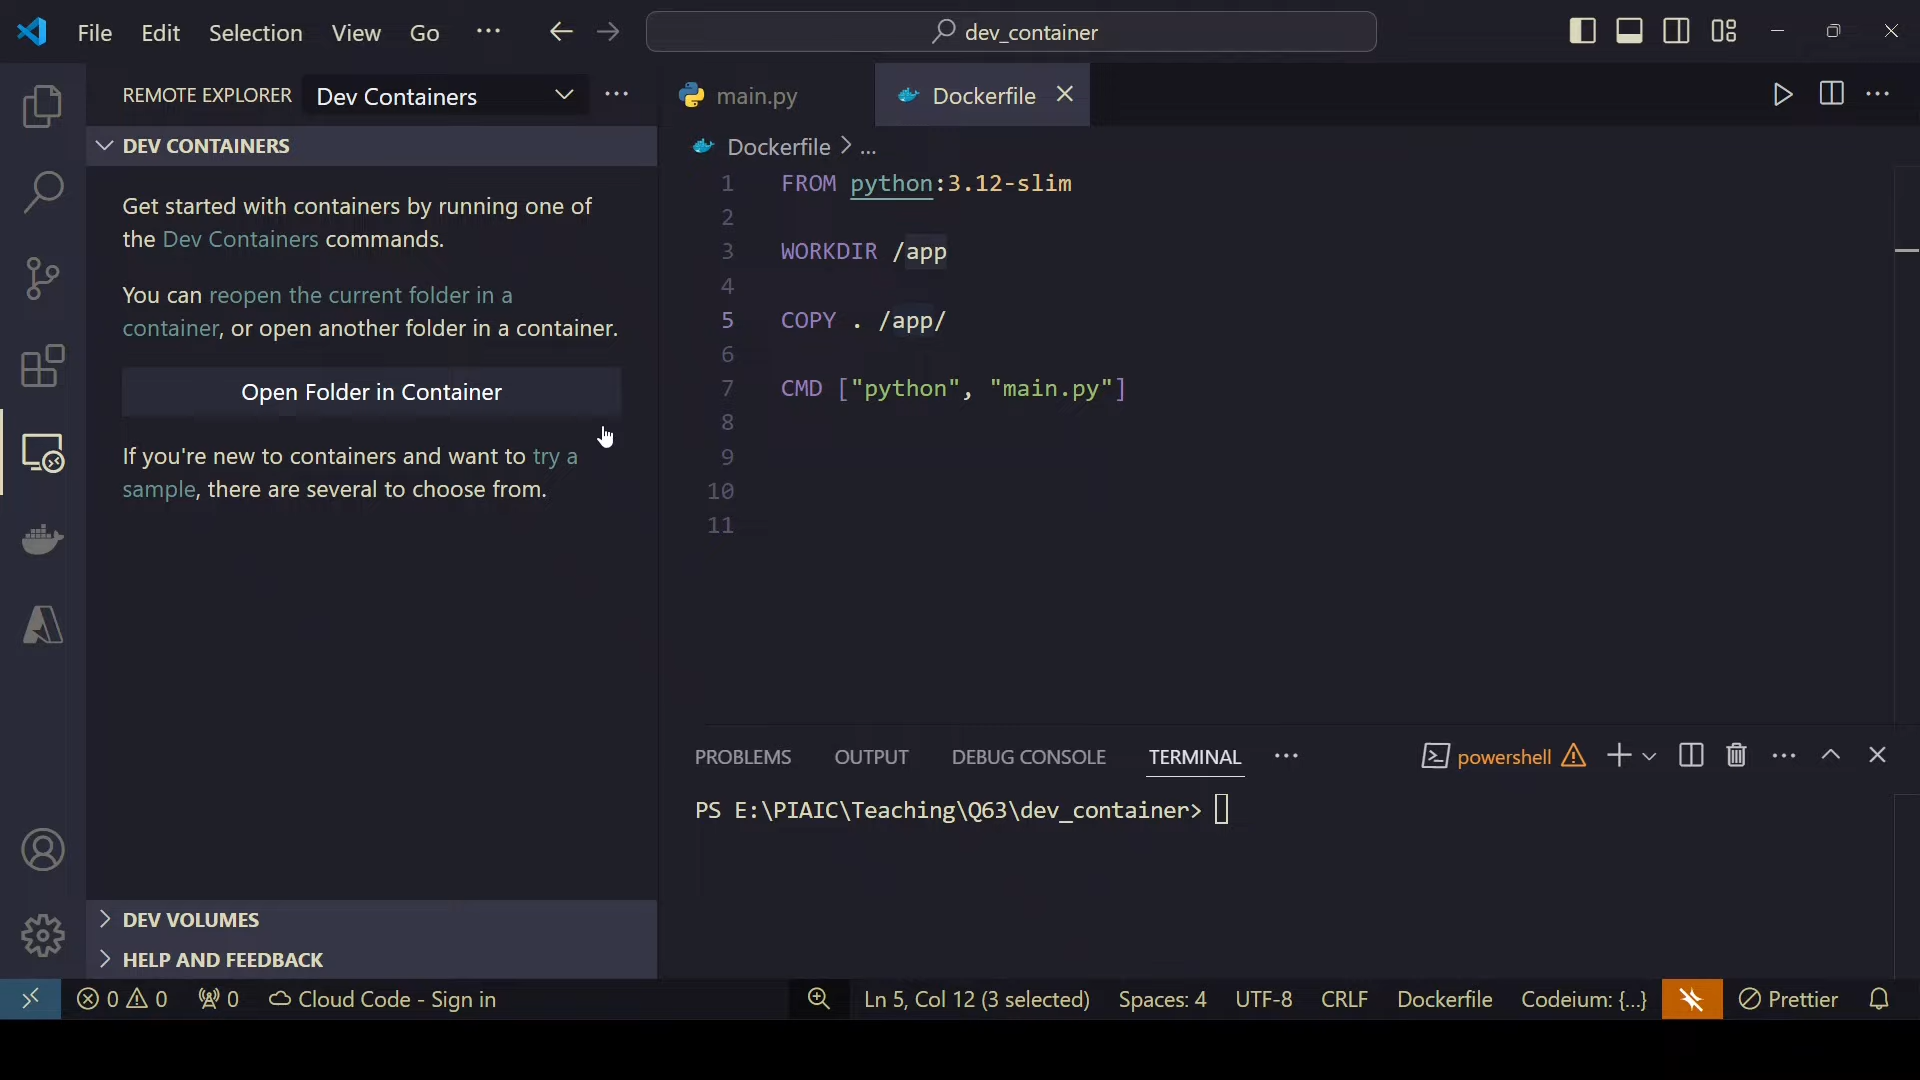 File Edit Selection View Go ··· dev_container
REMOTE EXPLORER Dev Containers ···
main.py Dockerfile
DEV CONTAINERS
Dockerfile > ...
Get started with containers by running one of
the Dev Containers commands.
You can reopen the current folder in a
container, or open another folder in a container.
Open Folder in Container
If you're new to containers and want to try a
sample, there are several to choose from.
1 FROM python:3.12-slim
2
3 WORKDIR /app
4
5 COPY . /app/
6
7 CMD ["python", "main.py"]
8
9
10
11
PROBLEMS OUTPUT DEBUG CONSOLE TERMINAL ··· powershell
PS E:\PIAIC\Teaching\Q63\dev_container>
DEV VOLUMES
HELP AND FEEDBACK
0 0 0 Cloud Code - Sign in Ln 5, Col 12 (3 selected) Spaces: 4 UTF-8 CRLF Dockerfile Codeium: {...} Prettier